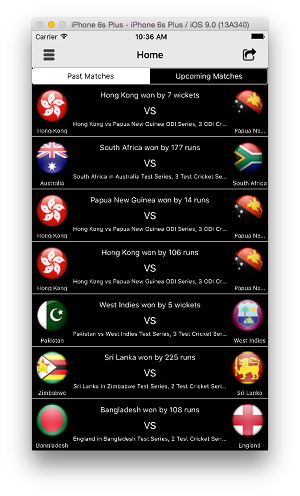 iPhone 6s Plus - iPhone 6s Plus / iOS 9.0 (13A340)
Carrier 10:36 AM
Home
Past Matches Upcoming Matches
Hong Kong won by 7 wickets
VS
Hong Kong Papua Ne...
Hong Kong vs Papua New Guinea ODI Series, 3 ODI Cr...
South Africa won by 177 runs
VS
Australia South Africa
South Africa in Australia Test Series, 3 Test Cricket Se...
Papua New Guinea won by 14 runs
VS
Hong Kong Papua Ne...
Hong Kong vs Papua New Guinea ODI Series, 3 ODI Cr...
Hong Kong won by 106 runs
VS
Hong Kong Papua Ne...
Hong Kong vs Papua New Guinea ODI Series, 3 ODI Cr...
West Indies won by 5 wickets
VS
Pakistan West Indies
Pakistan vs West Indies Test Series, 3 Test Cricket Ser...
Sri Lanka won by 225 runs
VS
Zimbabwe Sri Lanka
Sri Lanka in Zimbabwe Test Series, 2 Test Cricket Seri...
Bangladesh won by 108 runs
VS
Bangladesh England
England in Bangladesh Test Series, 2 Test Cricket Seri...